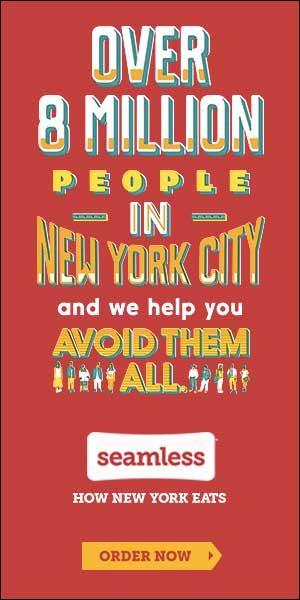 OVER
8 MILLION
PEOPLE
IN
NEW YORK CITY
and we help you
AVOID THEM
ALL.
seamless
HOW NEW YORK EATS
ORDER NOW